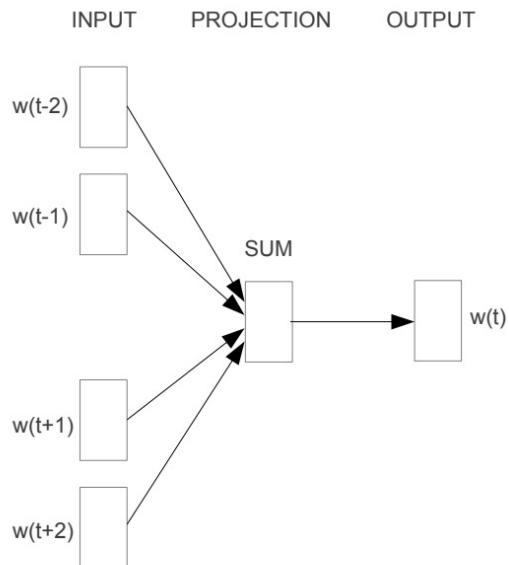 INPUT PROJECTION OUTPUT
w(t-2)
w(t-1)
SUM
w(t)
w(t+1)
w(t+2)